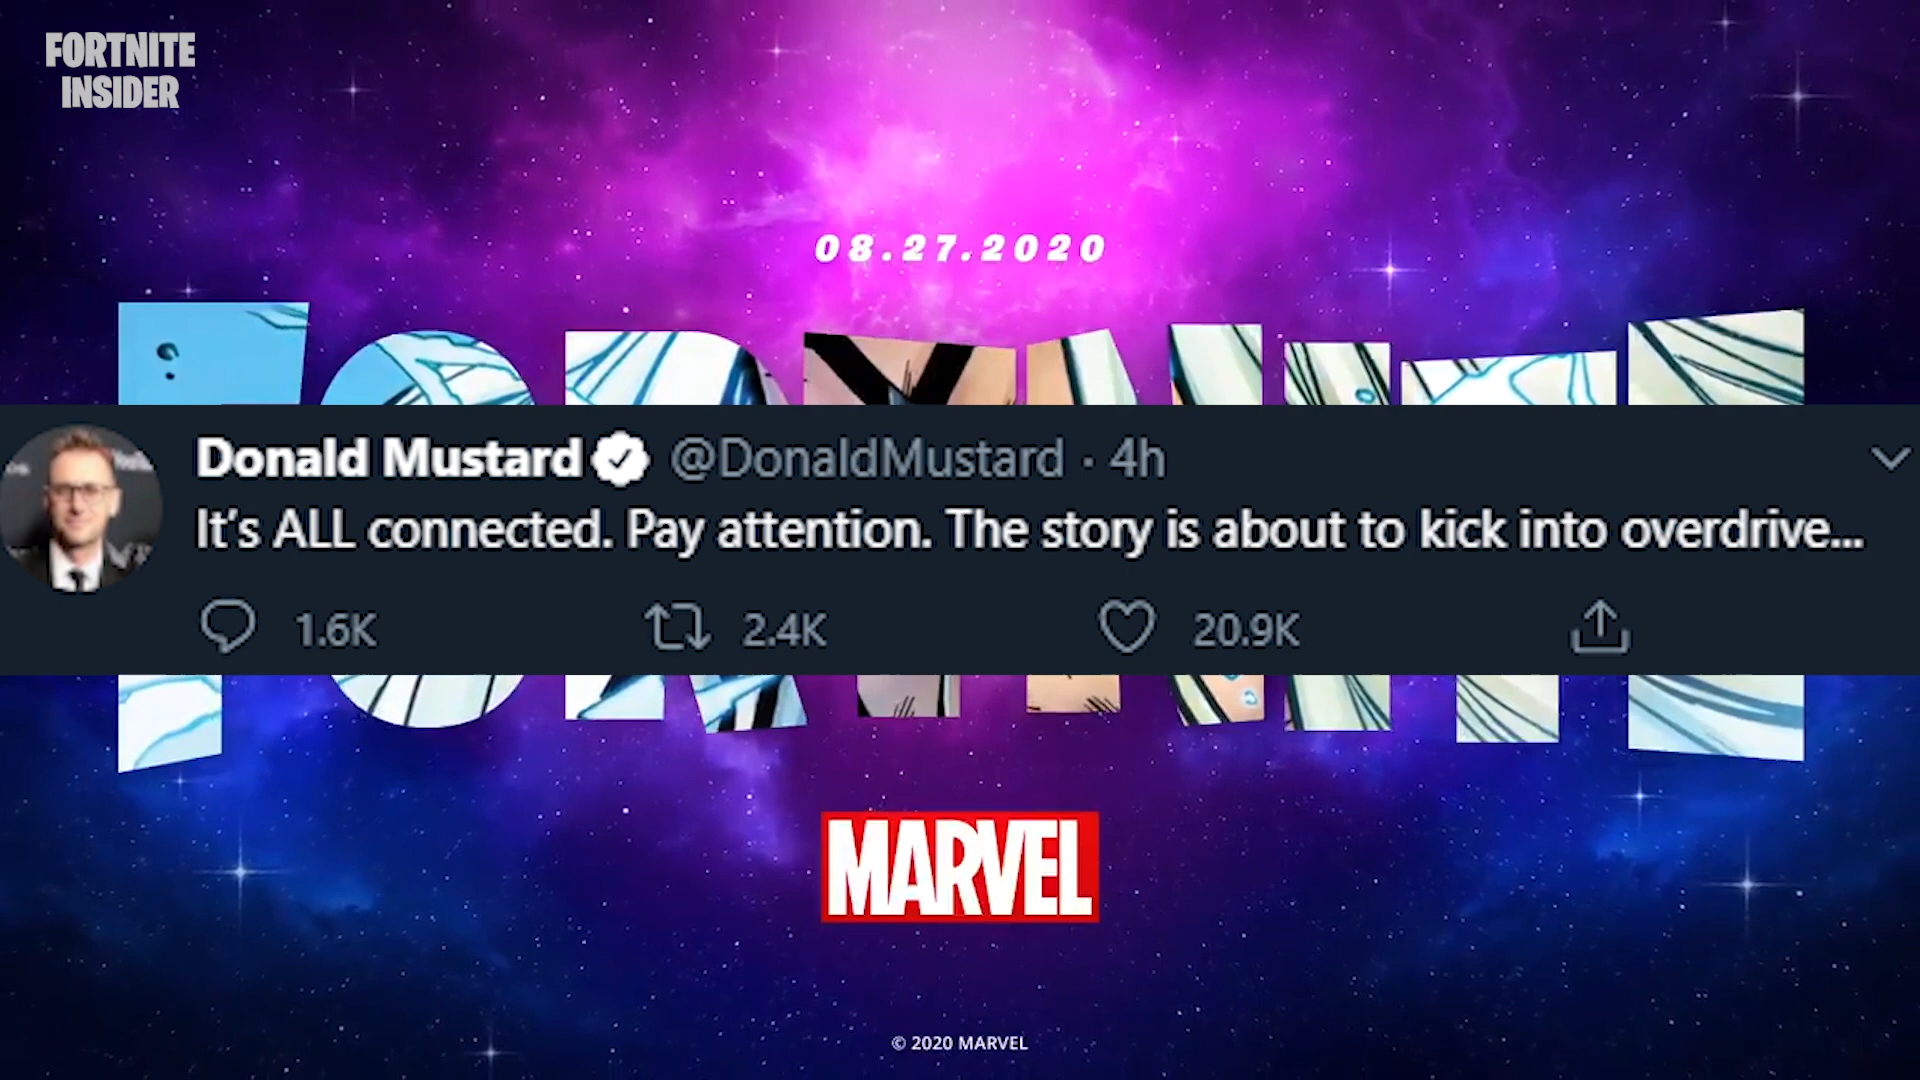 FORTNITE
INSIDER
08.27.2020
FORTNITE
Donald Mustard @DonaldMustard · 4h
It's ALL connected. Pay attention. The story is about to kick into overdrive...
1.6K 2.4K 20.9K
MARVEL
© 2020 MARVEL